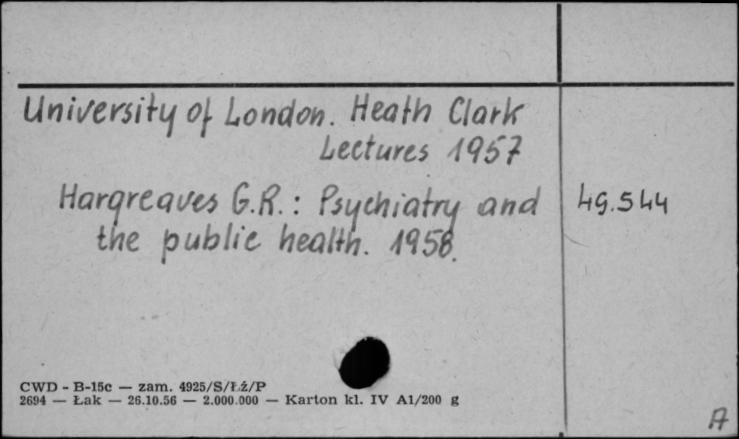 University of London. Heath Clark
Lectures 1957
Hargreaves G.R.: Psychiatry and 49.544
the public health. 1958.
CWD - B-15c — zam. 4925/S/Łź/P
2694 — Łak — 26.10.56 — 2.000.000 — Karton kl. IV A1/200 g
A